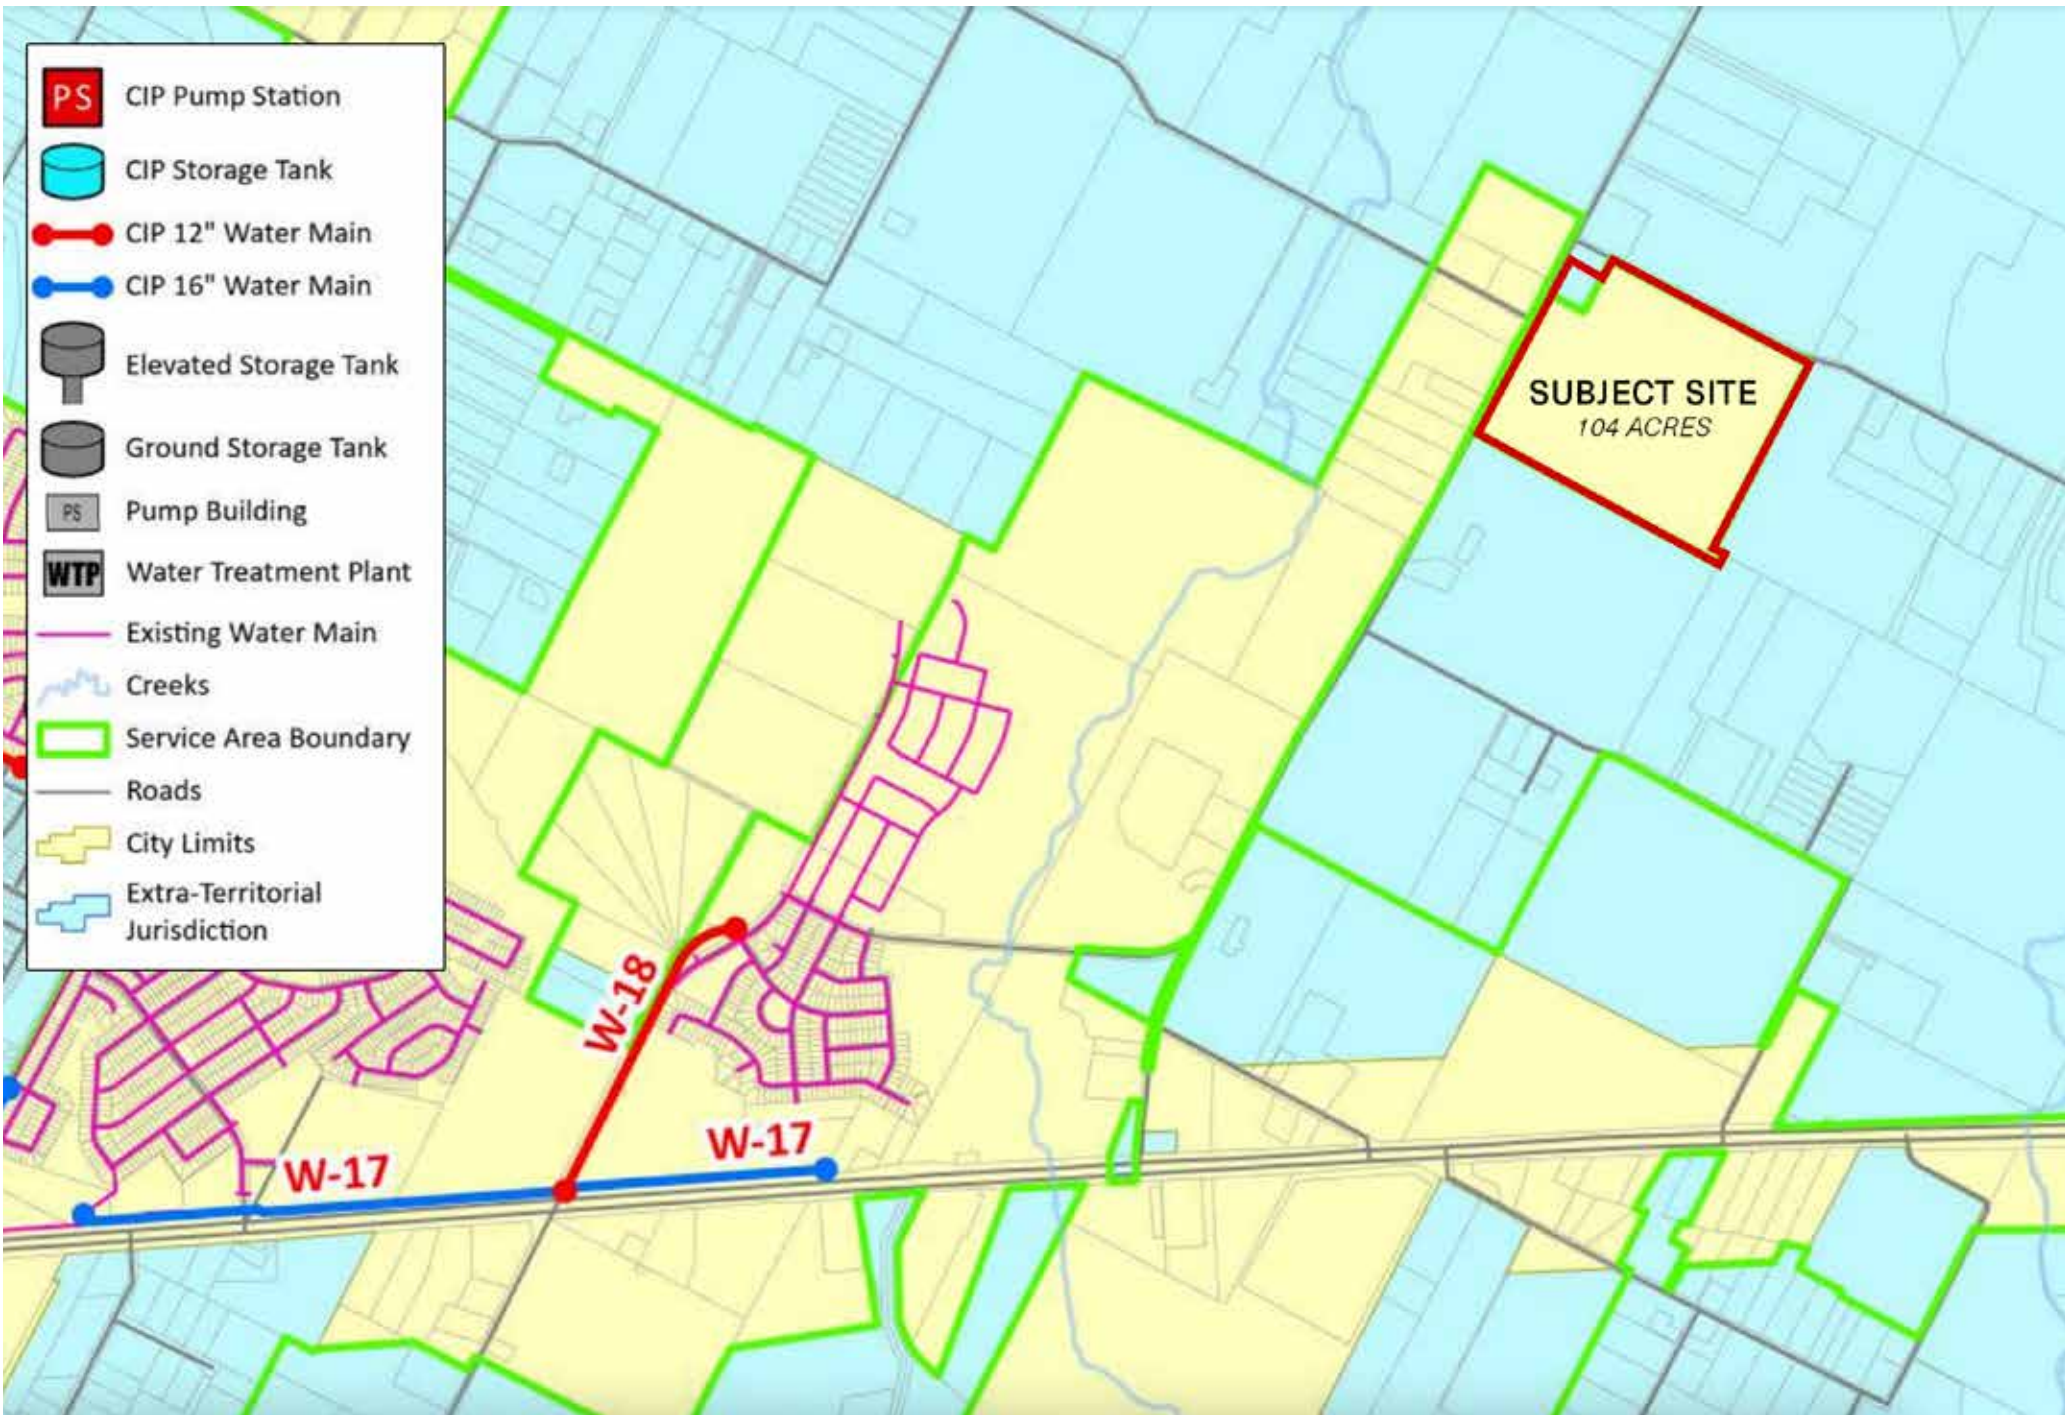 PS CIP Pump Station
CIP Storage Tank
CIP 12" Water Main
CIP 16" Water Main
Elevated Storage Tank
Ground Storage Tank
PS Pump Building
WTP Water Treatment Plant
Existing Water Main
Creeks
Service Area Boundary
Roads
City Limits
Extra-Territorial
Jurisdiction
SUBJECT SITE
104 ACRES
W-18
W-17
W-17